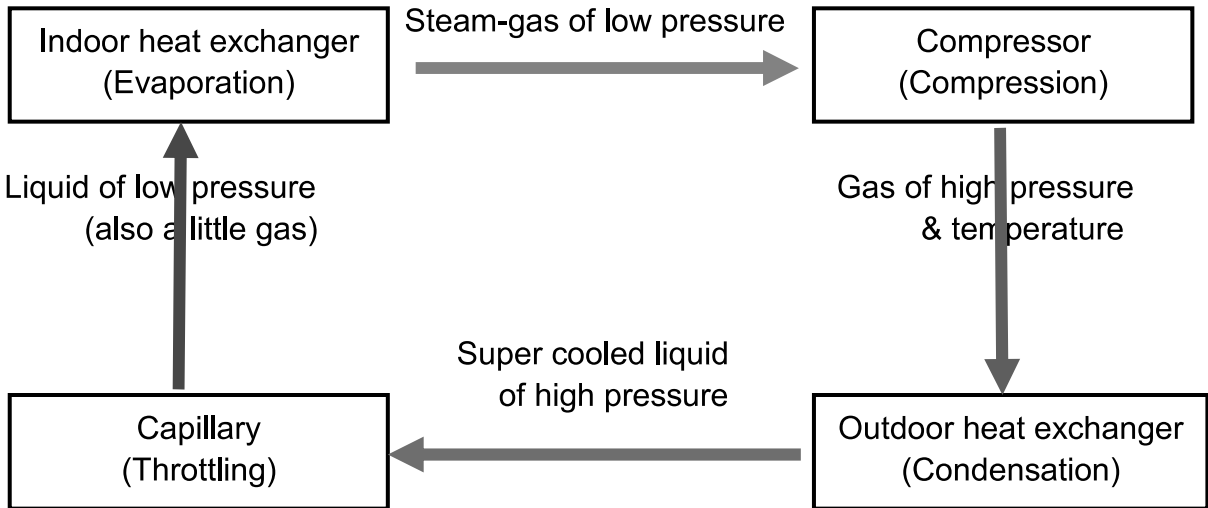 Indoor heat exchanger
(Evaporation)
Steam-gas of low pressure
Compressor
(Compression)
Liquid of low pressure
(also a little gas)
Gas of high pressure
& temperature
Super cooled liquid
of high pressure
Capillary
(Throttling)
Outdoor heat exchanger
(Condensation)